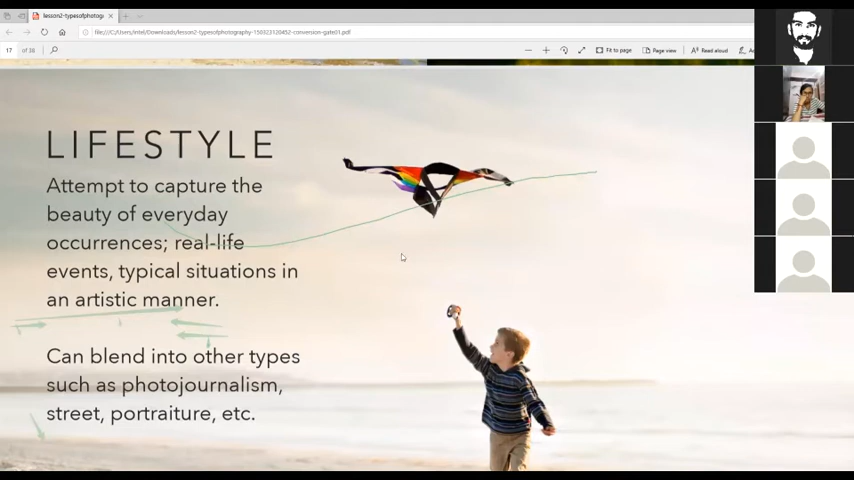 lesson2-typesofphotogr
file:///C:/Users/intel/Downloads/lesson2-typesofphotography-150323120452-conversion-gate01.pdf
17 of 38
Fit to page
Page view
Read aloud
LIFESTYLE
Attempt to capture the
beauty of everyday
occurrences; real-life
events, typical situations in
an artistic manner.
Can blend into other types
such as photojournalism,
street, portraiture, etc.